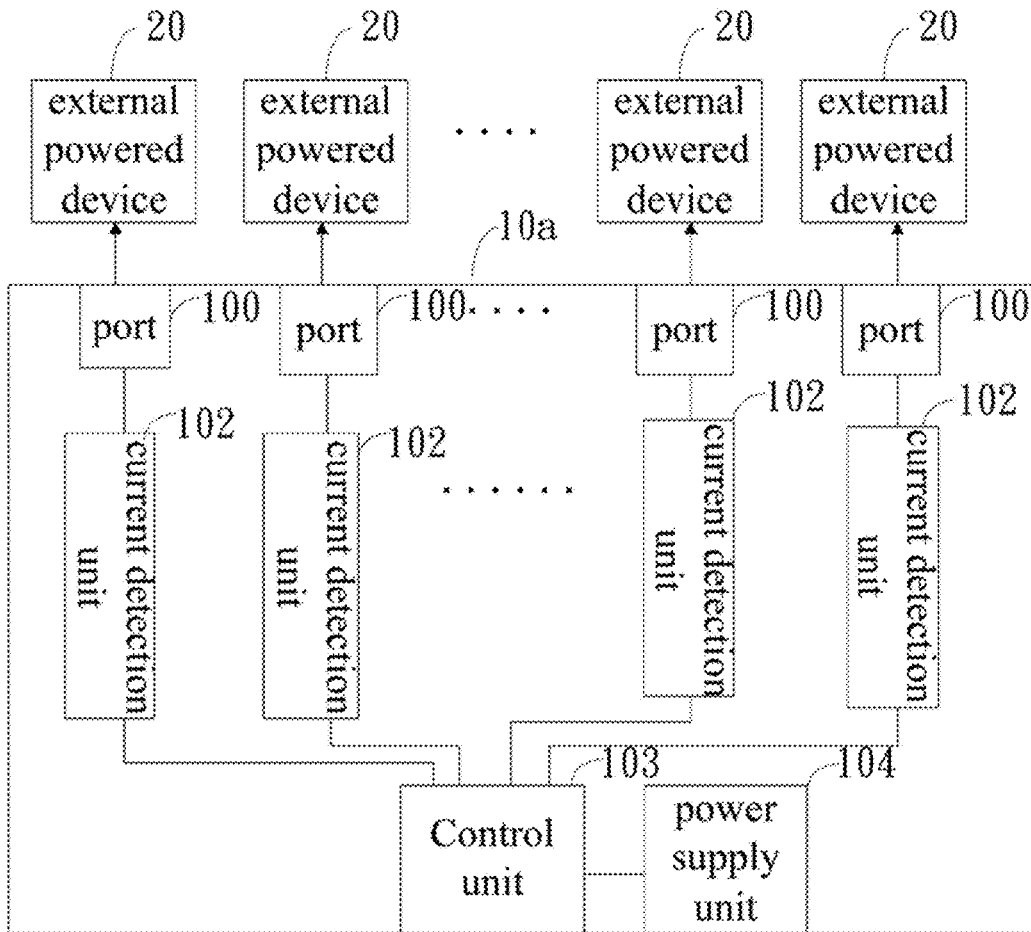 20 20 20 20
external powered device
external powered device
external powered device
external powered device
10a
port 100
port 100
port 100
port 100
102 current detection unit
102 current detection unit
102 current detection unit
102 current detection unit
103 104
Control unit
power supply unit